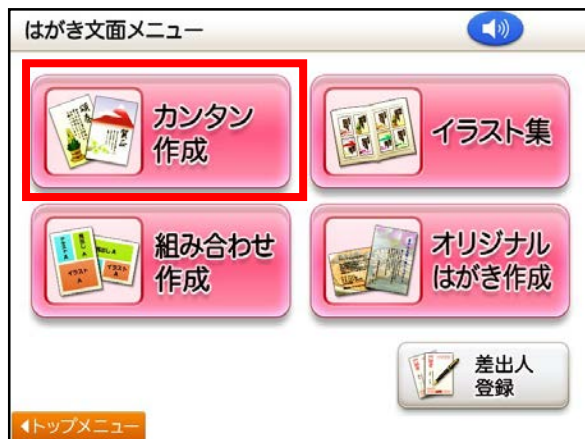 はがき文面メニュー
カンタン
作成
イラスト集
組み合わせ
作成
オリジナル
はがき作成
差出人
登録
トップメニュー